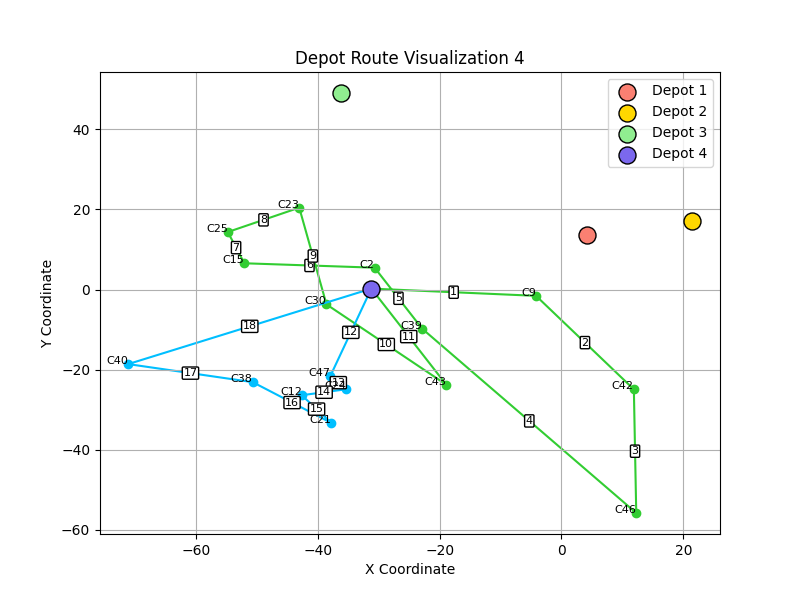 Depot Route Visualization 4
Depot 1
Depot 2
Depot 3
Depot 4
Y Coordinate
40
20
0
−20
−40
−60
C23
8
C25
7
9
C15
6
C2
C30
5
1
C9
18
12
10
11
C39
2
C40
17
C38
C47
13
C43
C42
C12
14
16
15
C21
4
3
C46
−60
−40
−20
0
20
X Coordinate